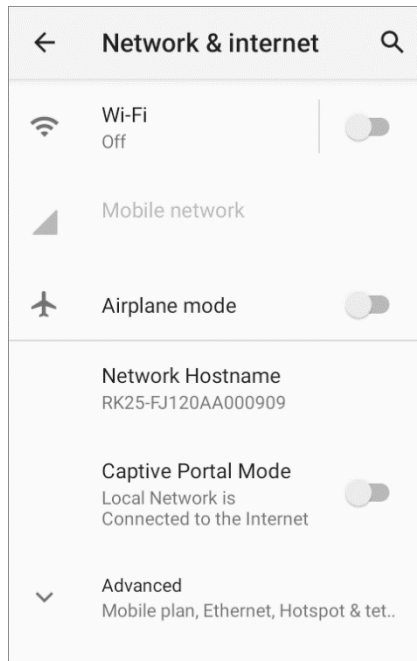 Network & internet
Wi-Fi
Off
Mobile network
Airplane mode
Network Hostname
RK25-FJ120AA000909
Captive Portal Mode
Local Network is
Connected to the Internet
Advanced
Mobile plan, Ethernet, Hotspot & tet..